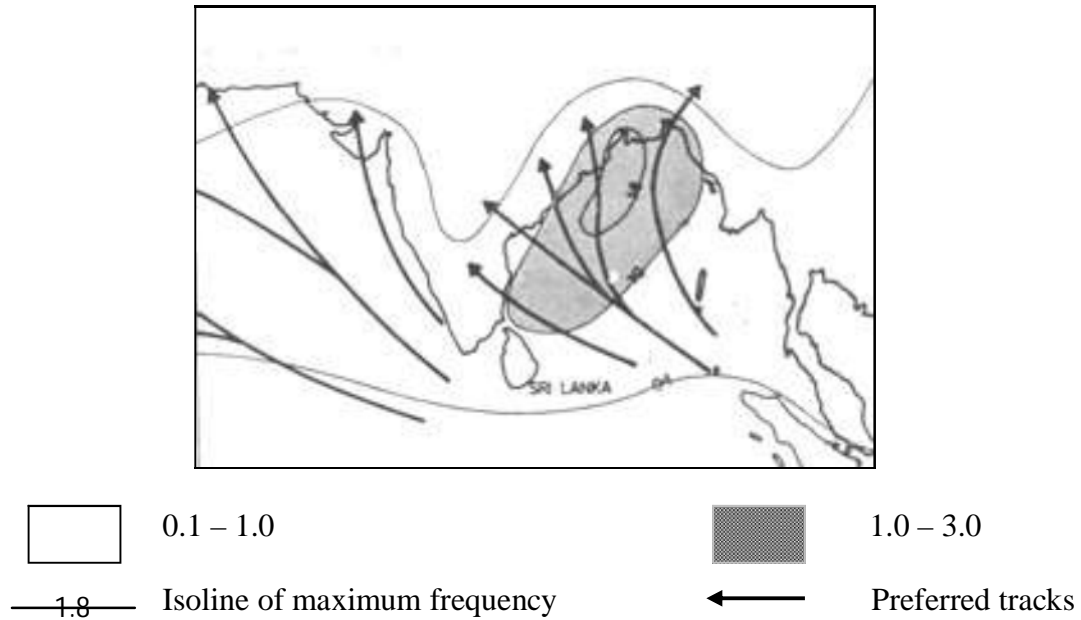 SRI LANKA
0.1 – 1.0
1.0 – 3.0
1.8
Isoline of maximum frequency
Preferred tracks